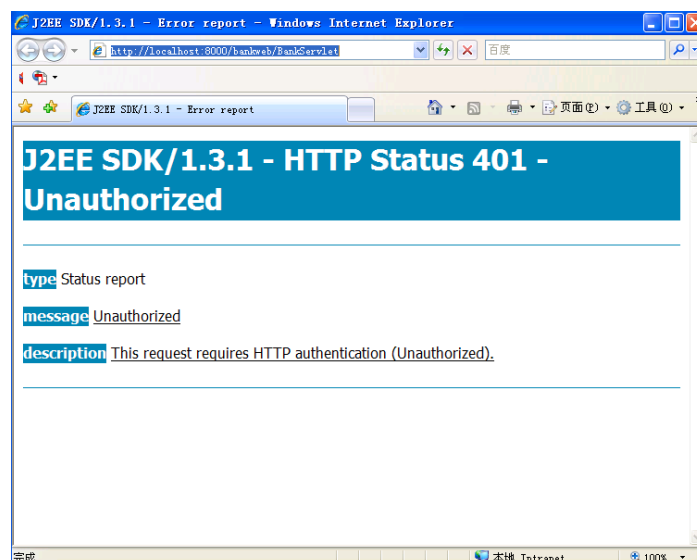 J2EE SDK/1.3.1 - Error report - Windows Internet Explorer
http://localhost:8000/bankweb/BankServlet
百度
J2EE SDK/1.3.1 - Error report
页面(P)
工具(O)
J2EE SDK/1.3.1 - HTTP Status 401 -
Unauthorized
type Status report
message Unauthorized
description This request requires HTTP authentication (Unauthorized).
完成
本地 Intranet
100%